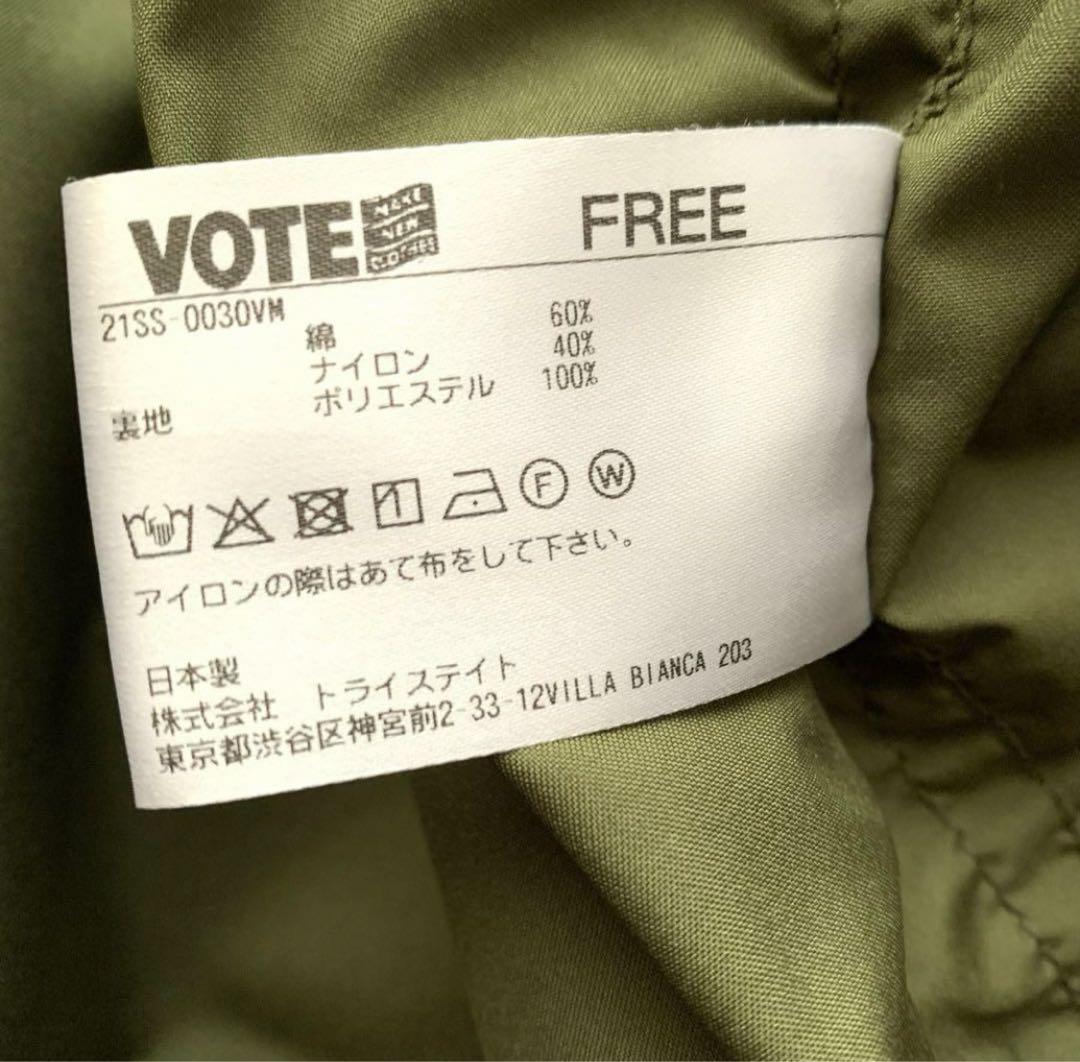 VOTE MAKE NEW CLOTHES FREE
21SS-0030VM
綿 60%
ナイロン 40%
裏地 ポリエステル 100%
F W
アイロンの際はあて布をして下さい。
日本製
株式会社 トライステイト
東京都渋谷区神宮前2-33-12VILLA BIANCA 203